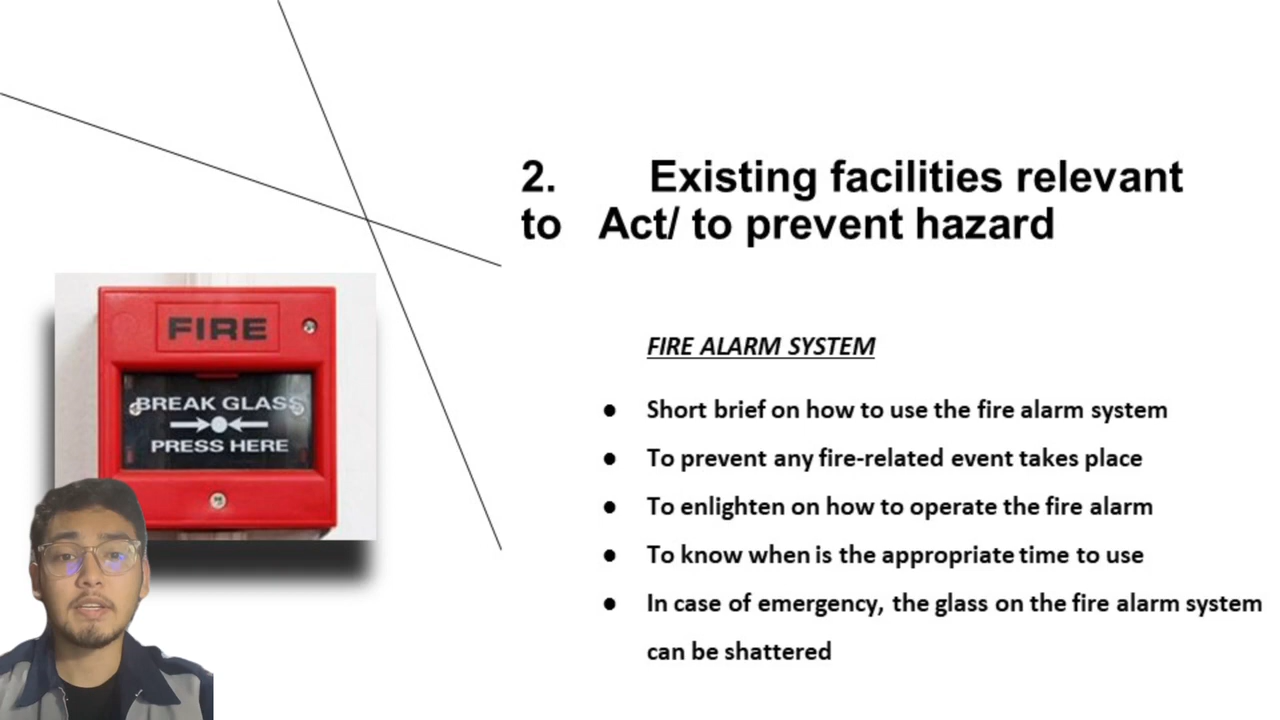 2. Existing facilities relevant
to Act/ to prevent hazard
FIRE
BREAK GLASS
PRESS HERE
FIRE ALARM SYSTEM
● Short brief on how to use the fire alarm system
● To prevent any fire-related event takes place
● To enlighten on how to operate the fire alarm
● To know when is the appropriate time to use
● In case of emergency, the glass on the fire alarm system
can be shattered